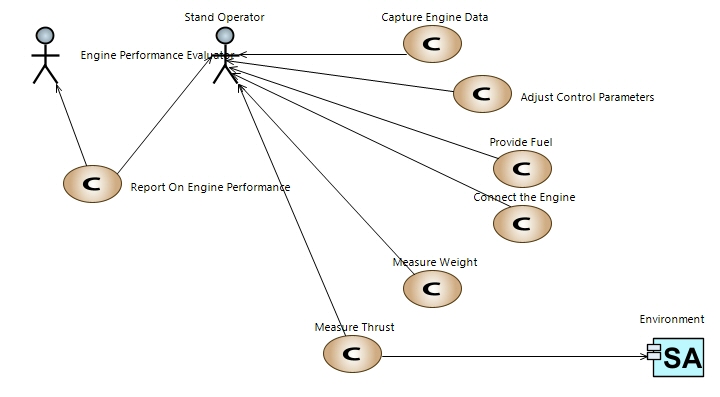 Stand Operator
Capture Engine Data
Engine Performance Evaluator
C
C
Adjust Control Parameters
Provide Fuel
C
C
Report On Engine Performance
Connect the Engine
C
Measure Weight
C
Environment
Measure Thrust
C
SA